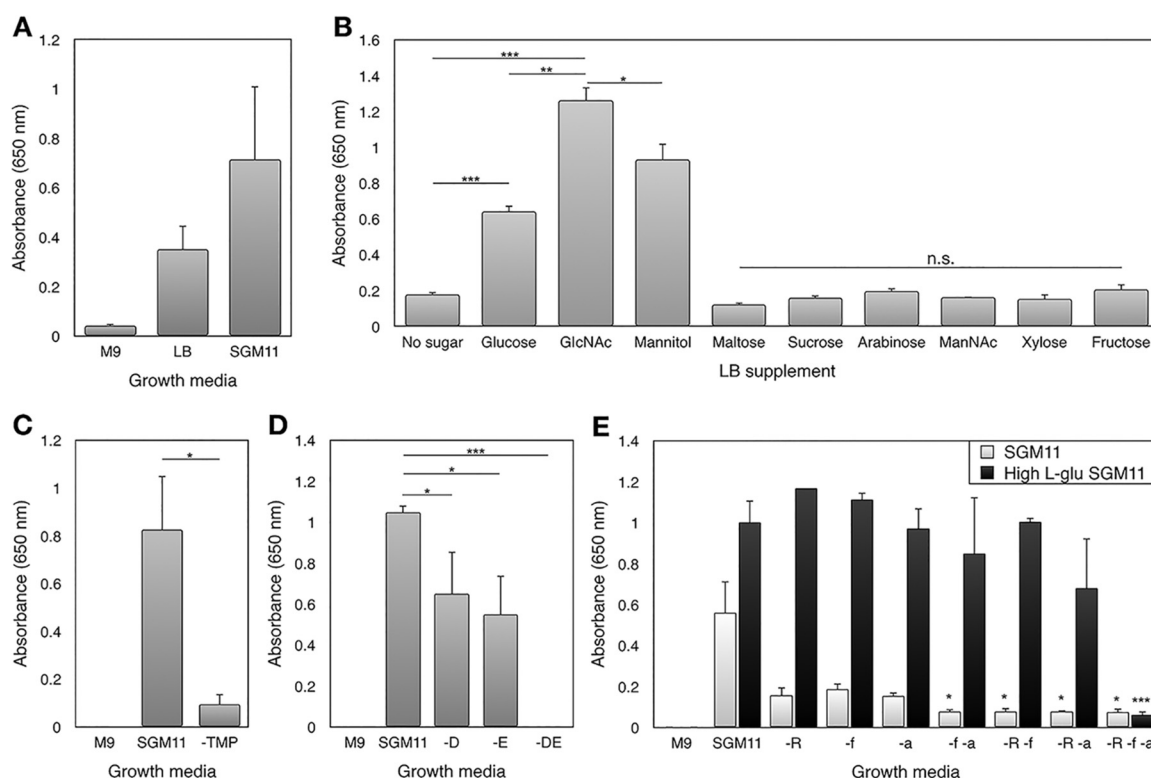 A
Absorbance (650 nm)
1.2
1
0.8
0.6
0.4
0.2
0
M9 LB SGM11
Growth media
B
Absorbance (650 nm)
1.6
1.4
1.2
1
0.8
0.6
0.4
0.2
0
***
**
*
***
n.s.
No sugar Glucose GlcNAc Mannitol Maltose Sucrose Arabinose ManNAc Xylose Fructose
LB supplement
C
Absorbance (650 nm)
1.2
1
0.8
0.6
0.4
0.2
0
*
M9 SGM11 -TMP
Growth media
D
Absorbance (650 nm)
1.4
1.2
1
0.8
0.6
0.4
0.2
0
***
*
*
M9 SGM11 -D -E -DE
Growth media
E
Absorbance (650 nm)
1.4
1.2
1
0.8
0.6
0.4
0.2
0
SGM11
High L-glu SGM11
* * * * ***
M9 SGM11 -R -f -a -f -a -R -f -R -a -R -f -a
Growth media